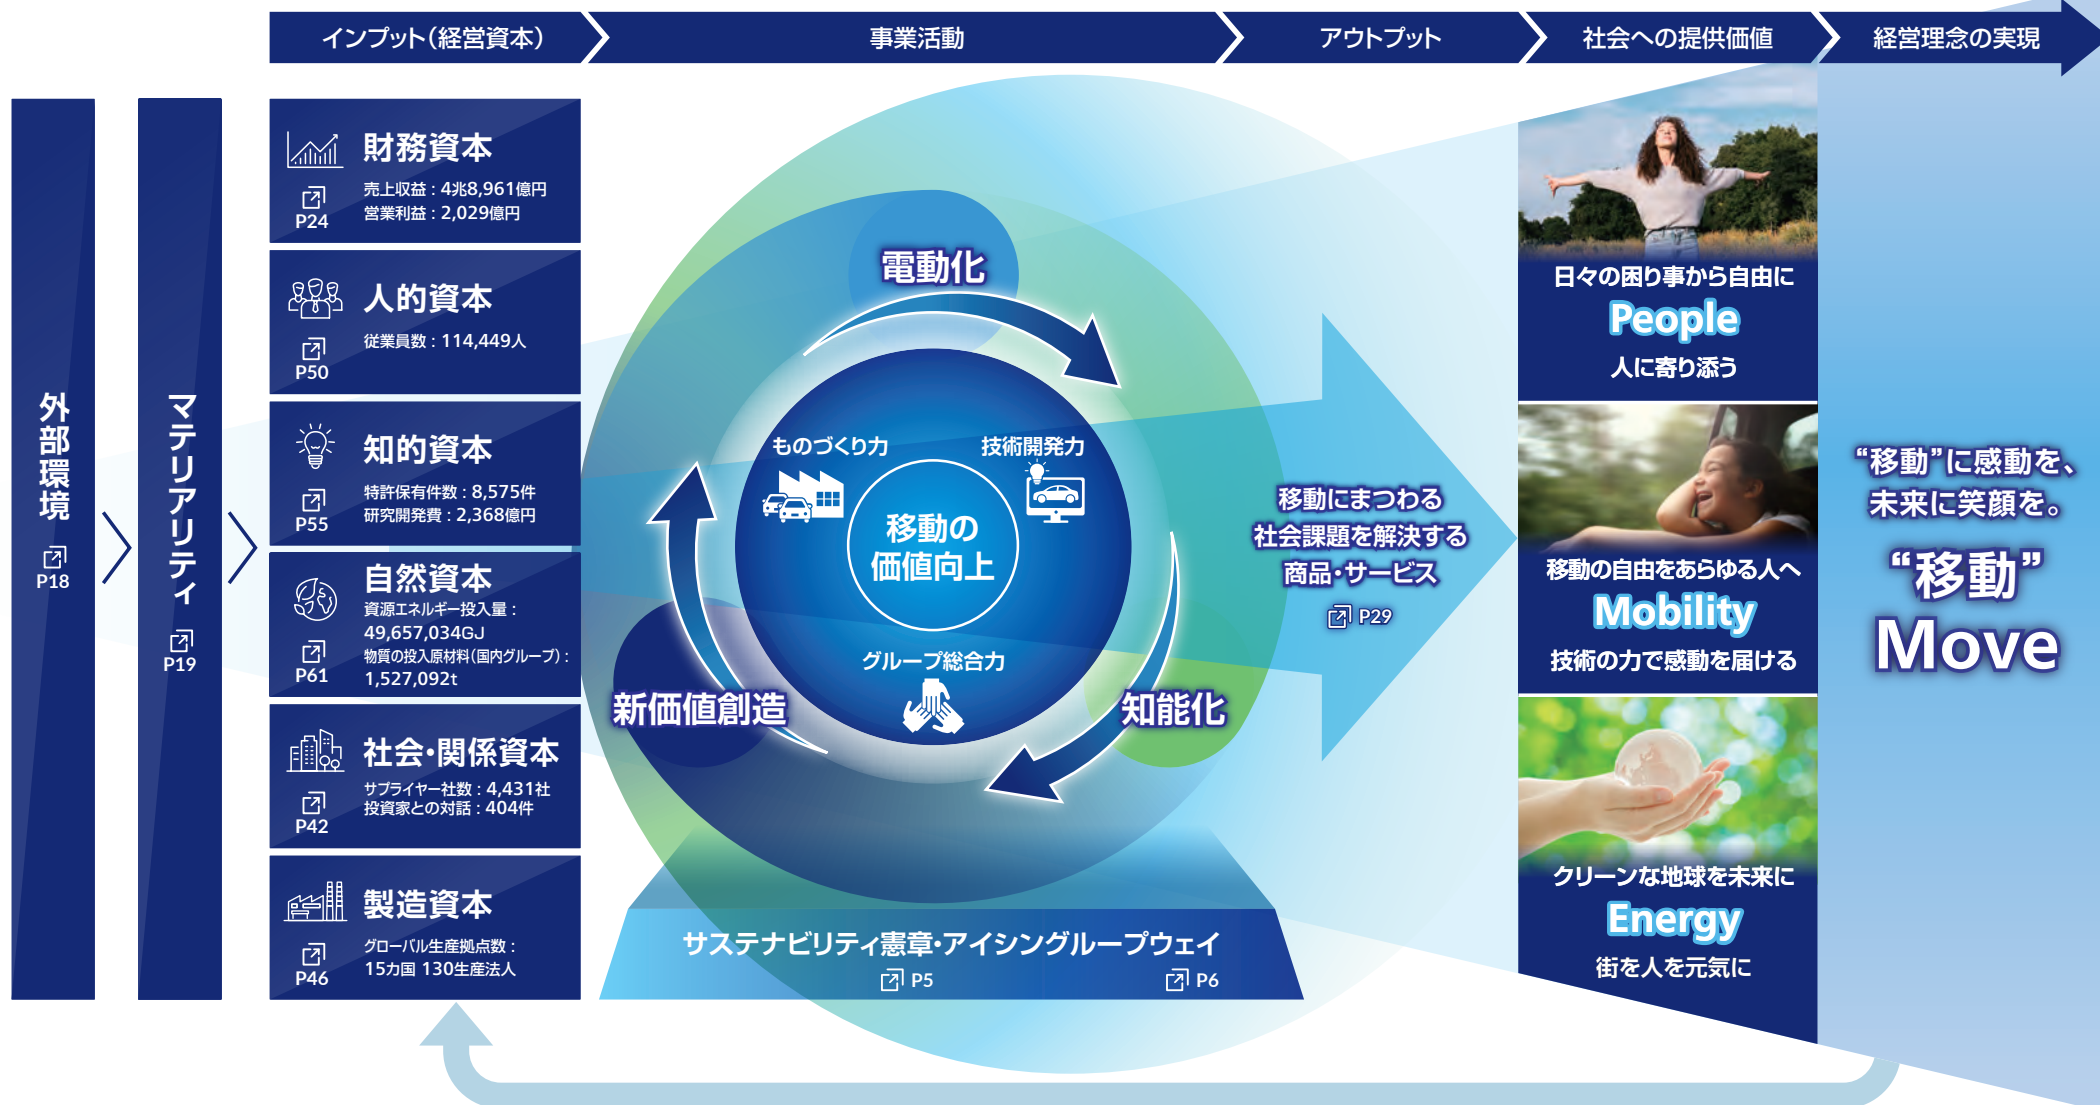 インプット（経営資本）
事業活動
アウトプット
社会への提供価値
経営理念の実現
外部環境
P18
マテリアリティ
P19
財務資本
売上収益：4兆8,961億円
営業利益：2,029億円
P24
人的資本
従業員数：114,449人
P50
知的資本
特許保有件数：8,575件
研究開発費：2,368億円
P55
自然資本
資源エネルギー投入量：
49,657,034GJ
物質の投入原材料（国内グループ）：
1,527,092t
P61
社会・関係資本
サプライヤー社数：4,431社
投資家との対話：404件
P42
製造資本
グローバル生産拠点数：
15カ国 130生産法人
P46
電動化
ものづくり力
技術開発力
移動の
価値向上
グループ総合力
新価値創造
知能化
サステナビリティ憲章・アイシングループウェイ
P5
P6
移動にまつわる
社会課題を解決する
商品・サービス
P29
日々の困り事から自由に
People
人に寄り添う
移動の自由をあらゆる人へ
Mobility
技術の力で感動を届ける
クリーンな地球を未来に
Energy
街を人を元気に
“移動”に感動を、
未来に笑顔を。
“移動”
Move